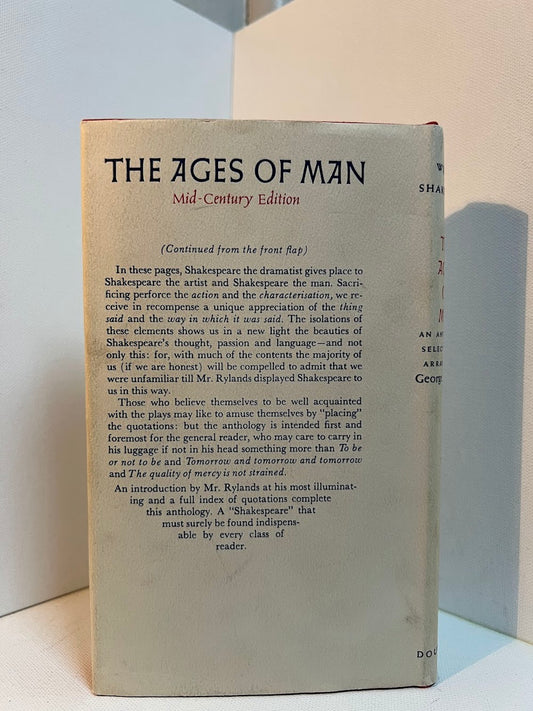 THE AGES OF MAN
Mid-Century Edition
(Continued from the front flap)
In these pages, Shakespeare the dramatist gives place to
Shakespeare the artist and Shakespeare the man. Sacri-
ficing perforce the action and the characterisation, we re-
ceive in recompense a unique appreciation of the thing
said and the way in which it was said. The isolations of
these elements shows us in a new light the beauties of
Shakespeare's thought, passion and language—and not
only this: for, with much of the contents the majority of
us (if we are honest) will be compelled to admit that we
were unfamiliar till Mr. Rylands displayed Shakespeare to
us in this way.
Those who believe themselves to be well acquainted
with the plays may like to amuse themselves by "placing"
the quotations: but the anthology is intended first and
foremost for the general reader, who may care to carry in
his luggage if not in his head something more than To be
or not to be and Tomorrow and tomorrow and tomorrow
and The quality of mercy is not strained.
An introduction by Mr. Rylands at his most illuminat-
ing and a full index of quotations complete
this anthology. A "Shakespeare" that
must surely be found indispens-
able by every class of
reader.
W
SHAK
T
A
M
AN A
SELEC
ARRA
George
DOU